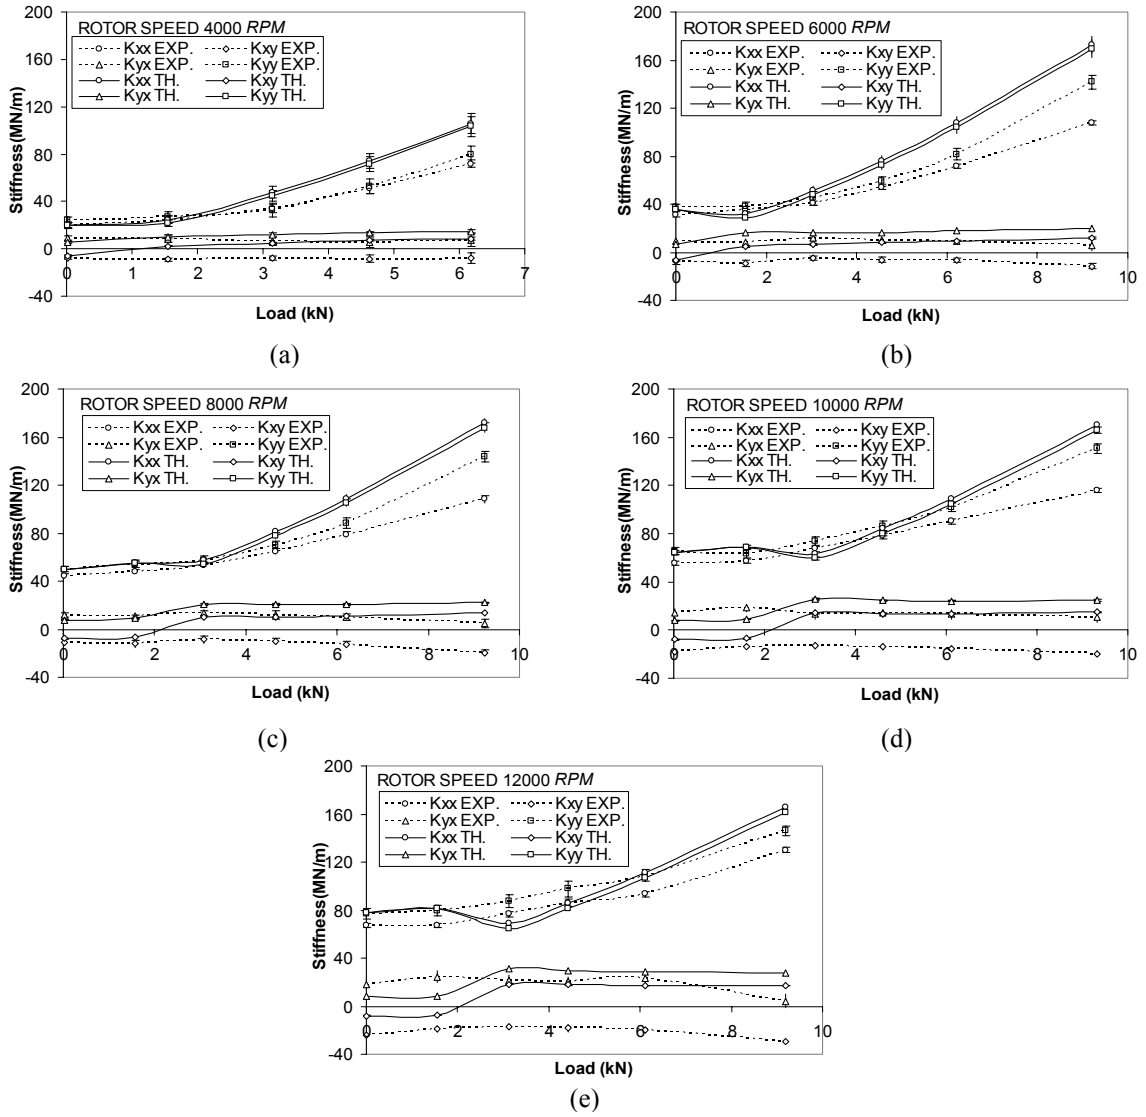 ROTOR SPEED 4000 RPM
Kxx EXP. Kxy EXP.
Kyx EXP. Kyy EXP.
Kxx TH. Kxy TH.
Kyx TH. Kyy TH.
Stiffness(MN/m)
200
160
120
80
40
0
-40
0 1 2 3 4 5 6 7
Load (kN)
(a)
ROTOR SPEED 6000 RPM
Kxx EXP. Kxy EXP.
Kyx EXP. Kyy EXP.
Kxx TH. Kxy TH.
Kyx TH. Kyy TH.
Stiffness(MN/m)
200
160
120
80
40
0
-40
0 2 4 6 8 10
Load (kN)
(b)
ROTOR SPEED 8000 RPM
Kxx EXP. Kxy EXP.
Kyx EXP. Kyy EXP.
Kxx TH. Kxy TH.
Kyx TH. Kyy TH.
Stiffness(MN/m)
200
160
120
80
40
0
-40
0 2 4 6 8 10
Load (kN)
(c)
ROTOR SPEED 10000 RPM
Kxx EXP. Kxy EXP.
Kyx EXP. Kyy EXP.
Kxx TH. Kxy TH.
Kyx TH. Kyy TH.
Stiffness(MN/m)
200
160
120
80
40
0
-40
0 2 4 6 8 10
Load (kN)
(d)
ROTOR SPEED 12000 RPM
Kxx EXP. Kxy EXP.
Kyx EXP. Kyy EXP.
Kxx TH. Kxy TH.
Kyx TH. Kyy TH.
Stiffness(MN/m)
200
160
120
80
40
0
-40
0 2 4 6 8 10
Load (kN)
(e)